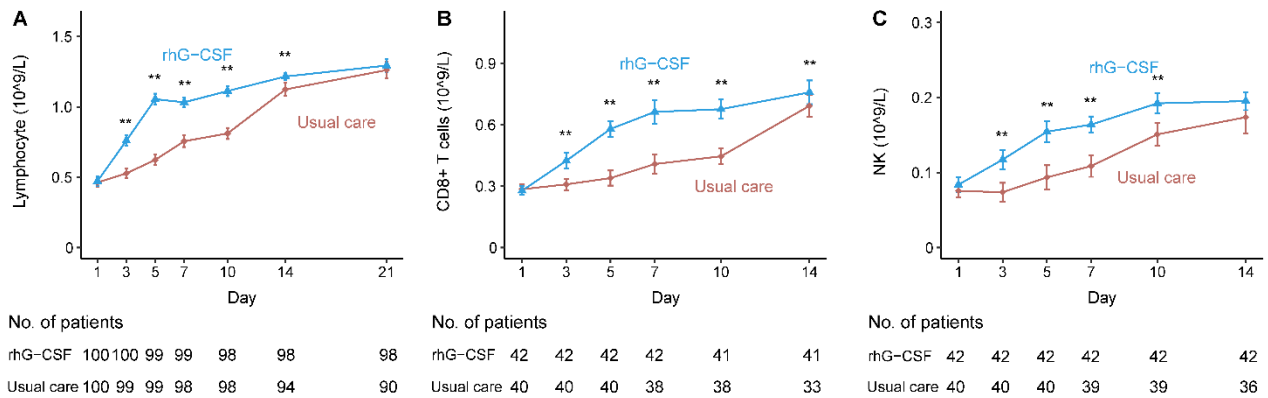 A
Lymphocyte (10^9/L)
1.5
1.0
0.5
0
rhG−CSF
Usual care
** ** ** ** **
1 3 5 7 10 14 21
Day
No. of patients
rhG−CSF 100 100 99 99 98 98 98
Usual care 100 99 99 98 98 94 90
B
CD8+ T cells (10^9/L)
0.9
0.6
0.3
0
rhG−CSF
Usual care
** ** ** ** **
1 3 5 7 10 14
Day
No. of patients
rhG−CSF 42 42 42 42 41 41
Usual care 40 40 40 38 38 33
C
NK (10^9/L)
0.3
0.2
0.1
0
rhG−CSF
Usual care
** ** ** **
1 3 5 7 10 14
Day
No. of patients
rhG−CSF 42 42 42 42 42 42
Usual care 40 40 40 39 39 36